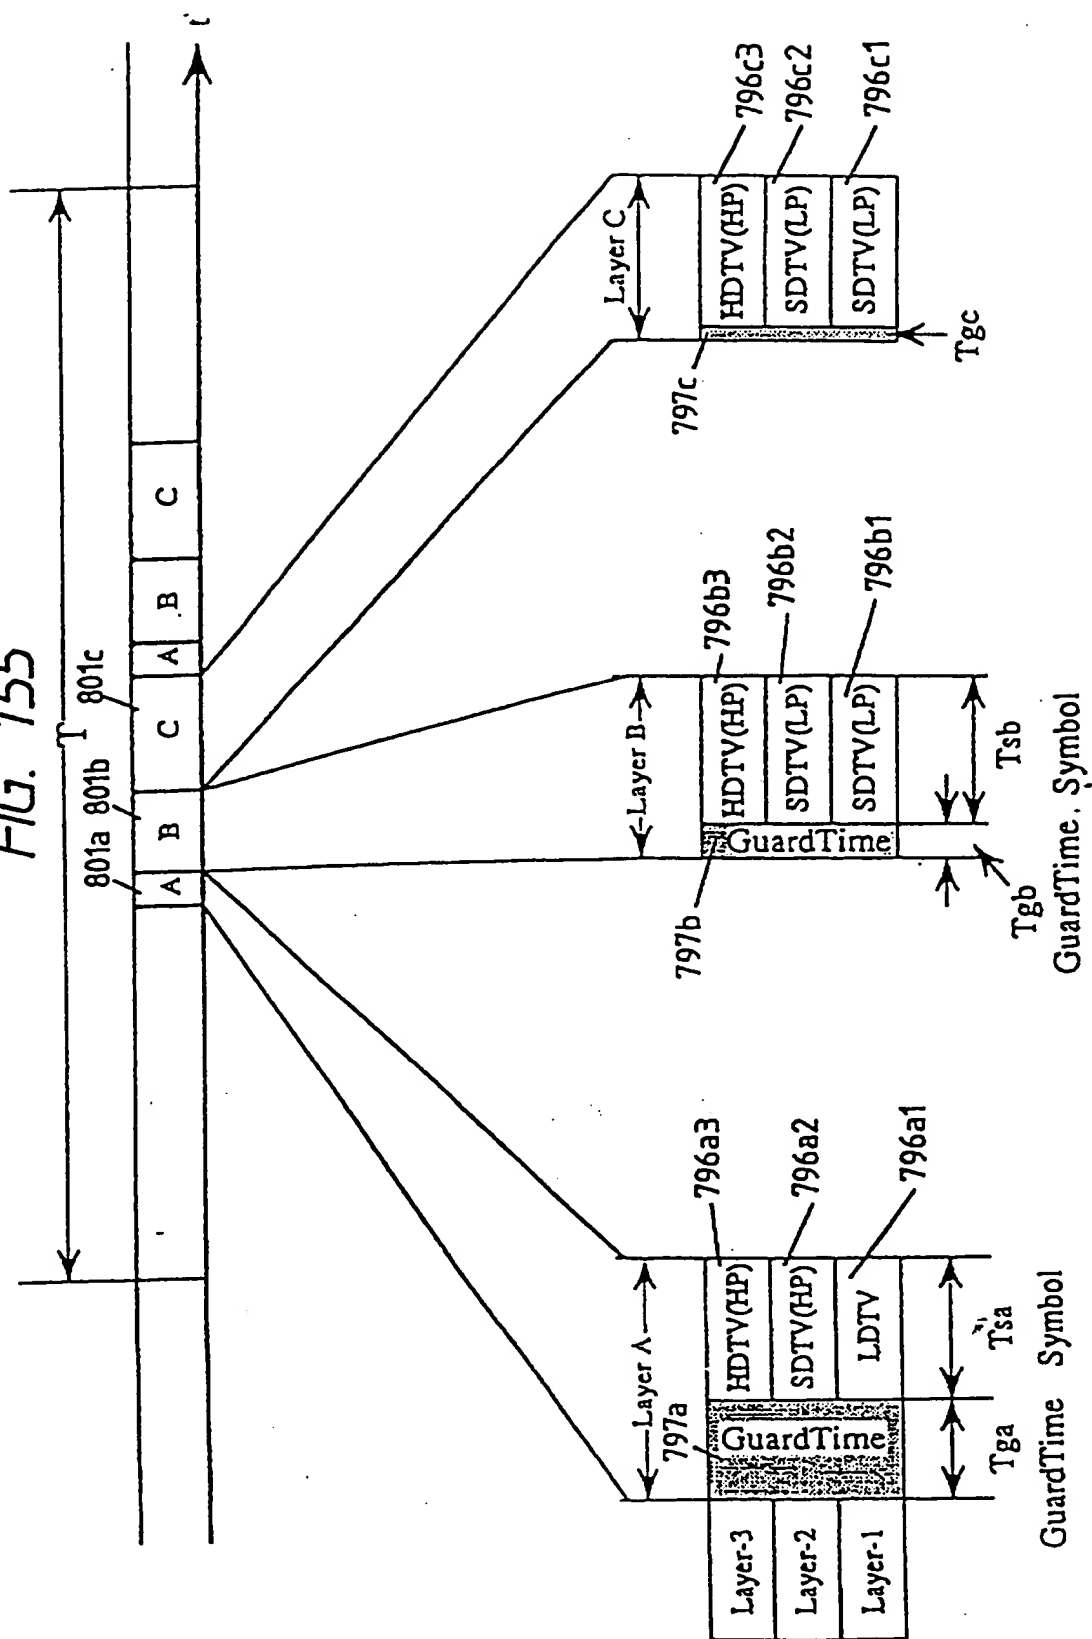 FIG. 155
T
801a 801b 801c
A B C A B C
t
Layer A
797a
GuardTime
HDTV(HP)
SDTV(HP)
LDTV
796a3
796a2
796a1
Layer-3
Layer-2
Layer-1
Tga
Tsa
GuardTime Symbol
Layer B
797b
GuardTime
HDTV(HP)
SDTV(LP)
SDTV(LP)
796b3
796b2
796b1
Tgb
Tsb
GuardTime, Symbol
Layer C
797c
HDTV(HP)
SDTV(LP)
SDTV(LP)
796c3
796c2
796c1
Tgc